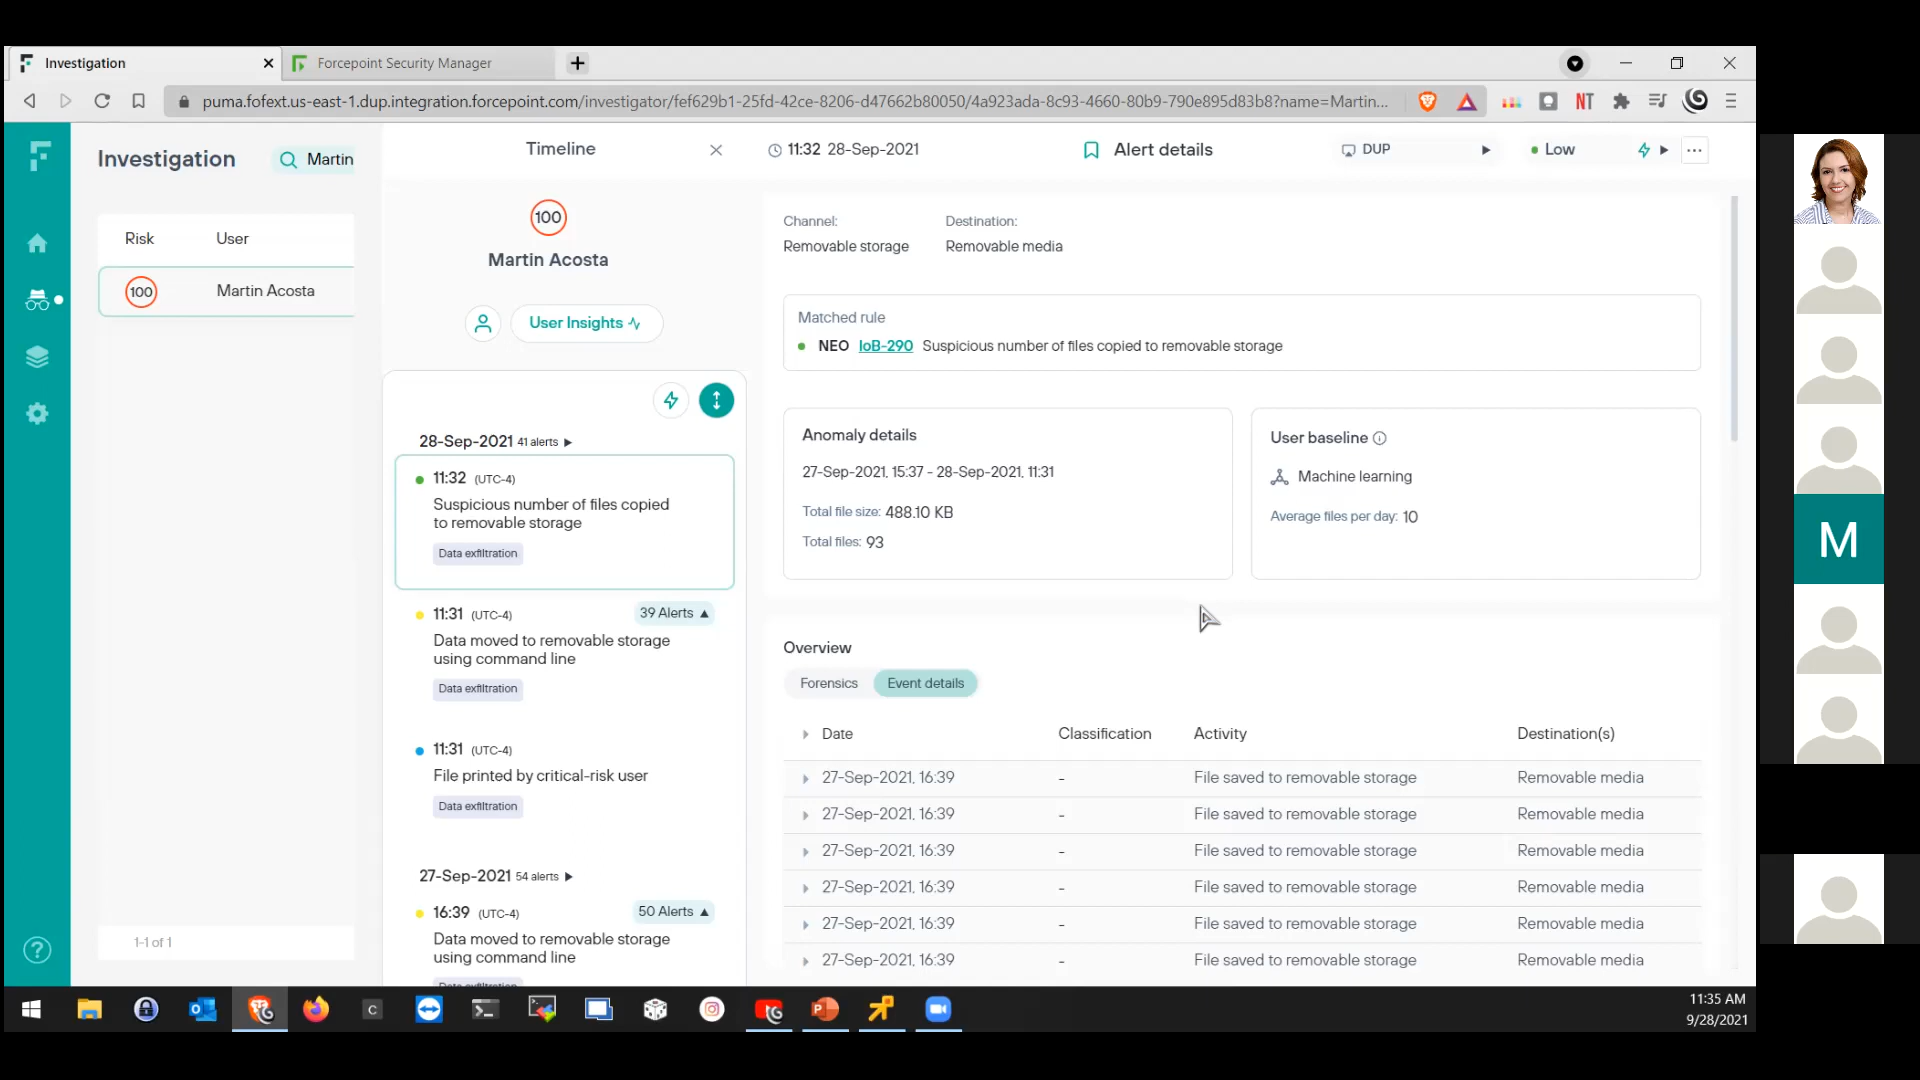 Investigation
Forcepoint Security Manager
puma.fofext.us-east-1.dup.integration.forcepoint.com/investigator/fef629b1-25fd-42ce-8206-d47662b80050/4a923ada-8c93-4660-80b9-790e895d83b8?name=Martin...
NT
Investigation
Martin
Risk User
100 Martin Acosta
1-1 of 1
Timeline
100
Martin Acosta
User Insights
28-Sep-2021 41 alerts
11:32 (UTC-4)
Suspicious number of files copied
to removable storage
Data exfiltration
11:31 (UTC-4) 39 Alerts
Data moved to removable storage
using command line
Data exfiltration
11:31 (UTC-4)
File printed by critical-risk user
Data exfiltration
27-Sep-2021 54 alerts
16:39 (UTC-4) 50 Alerts
Data moved to removable storage
using command line
Data exfiltration
11:32 28-Sep-2021 Alert details DUP Low
Channel: Destination:
Removable storage Removable media
Matched rule
NEO IoB-290 Suspicious number of files copied to removable storage
Anomaly details
27-Sep-2021, 15:37 - 28-Sep-2021, 11:31
Total file size: 488.10 KB
Total files: 93
User baseline
Machine learning
Average files per day: 10
Overview
Forensics Event details
Date Classification Activity Destination(s)
27-Sep-2021, 16:39 - File saved to removable storage Removable media
27-Sep-2021, 16:39 - File saved to removable storage Removable media
27-Sep-2021, 16:39 - File saved to removable storage Removable media
27-Sep-2021, 16:39 - File saved to removable storage Removable media
27-Sep-2021, 16:39 - File saved to removable storage Removable media
27-Sep-2021, 16:39 - File saved to removable storage Removable media
M
11:35 AM
9/28/2021